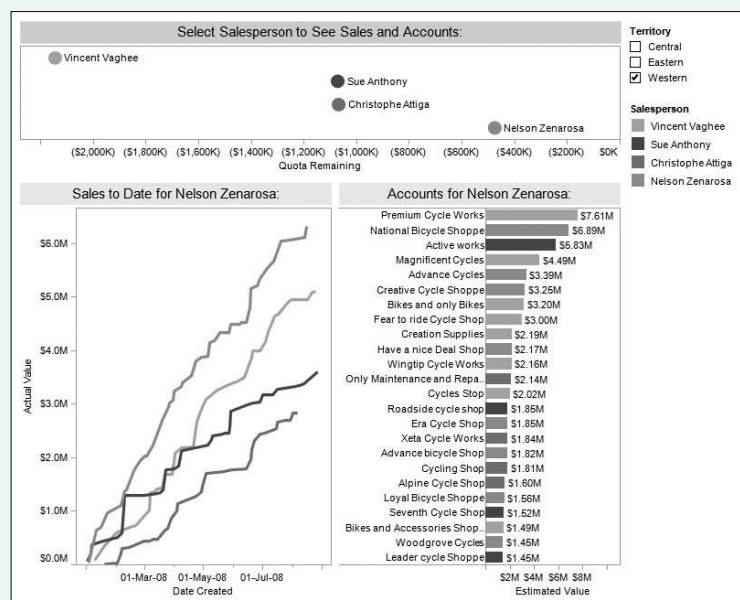 Select Salesperson to See Sales and Accounts:
Vincent Vaghee
Sue Anthony
Christophe Attiga
Nelson Zenarosa
($2,000K) ($1,800K) ($1,600K) ($1,400K) ($1,200K) ($1,000K) ($800K) ($600K) ($400K) ($200K) $0K
Quota Remaining
Territory
Central
Eastern
Western
Salesperson
Vincent Vaghee
Sue Anthony
Christophe Attiga
Nelson Zenarosa
Sales to Date for Nelson Zenarosa:
$6.0M
$5.0M
$4.0M
$3.0M
$2.0M
$1.0M
$0.0M
Actual Value
01-Mar-08 01-May-08 01-Jul-08
Date Created
Accounts for Nelson Zenarosa:
Premium Cycle Works $7.61M
National Bicycle Shoppe $6.89M
Active works $5.83M
Magnificent Cycles $4.49M
Advance Cycles $3.39M
Creative Cycle Shoppe $3.25M
Bikes and only Bikes $3.20M
Fear to ride Cycle Shop $3.00M
Creation Supplies $2.19M
Have a nice Deal Shop $2.17M
Wingtip Cycle Works $2.16M
Only Maintenance and Repa.. $2.14M
Cycles Stop $2.02M
Roadside cycle shop $1.85M
Era Cycle Shop $1.85M
Xeta Cycle Works $1.84M
Advance bicycle Shop $1.82M
Cycling Shop $1.81M
Alpine Cycle Shop $1.60M
Loyal Bicycle Shoppe $1.56M
Seventh Cycle Shop $1.52M
Bikes and Accessories Shop.. $1.49M
Woodgrove Cycles $1.45M
Leader cycle Shoppe $1.45M
$2M $4M $6M $8M
Estimated Value